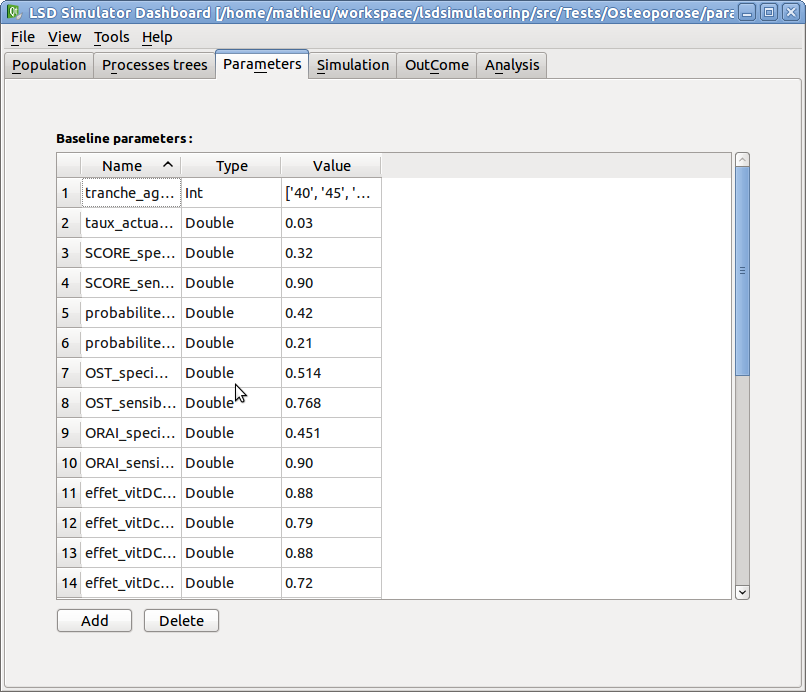 LSD Simulator Dashboard [/home/mathieu/workspace/lsdsimulatorinp/src/Tests/Osteoporose/para
File View Tools Help
Population Processes trees Parameters Simulation OutCome Analysis
Baseline parameters :
Name Type Value
1 tranche_ag... Int ['40', '45', '...
2 taux_actua... Double 0.03
3 SCORE_spe... Double 0.32
4 SCORE_sen... Double 0.90
5 probabilite... Double 0.42
6 probabilite... Double 0.21
7 OST_speci... Double 0.514
8 OST_sensib... Double 0.768
9 ORAI_speci... Double 0.451
10 ORAI_sensi... Double 0.90
11 effet_vitDC... Double 0.88
12 effet_vitDc... Double 0.79
13 effet_vitDC... Double 0.88
14 effet_vitDc... Double 0.72
Add Delete